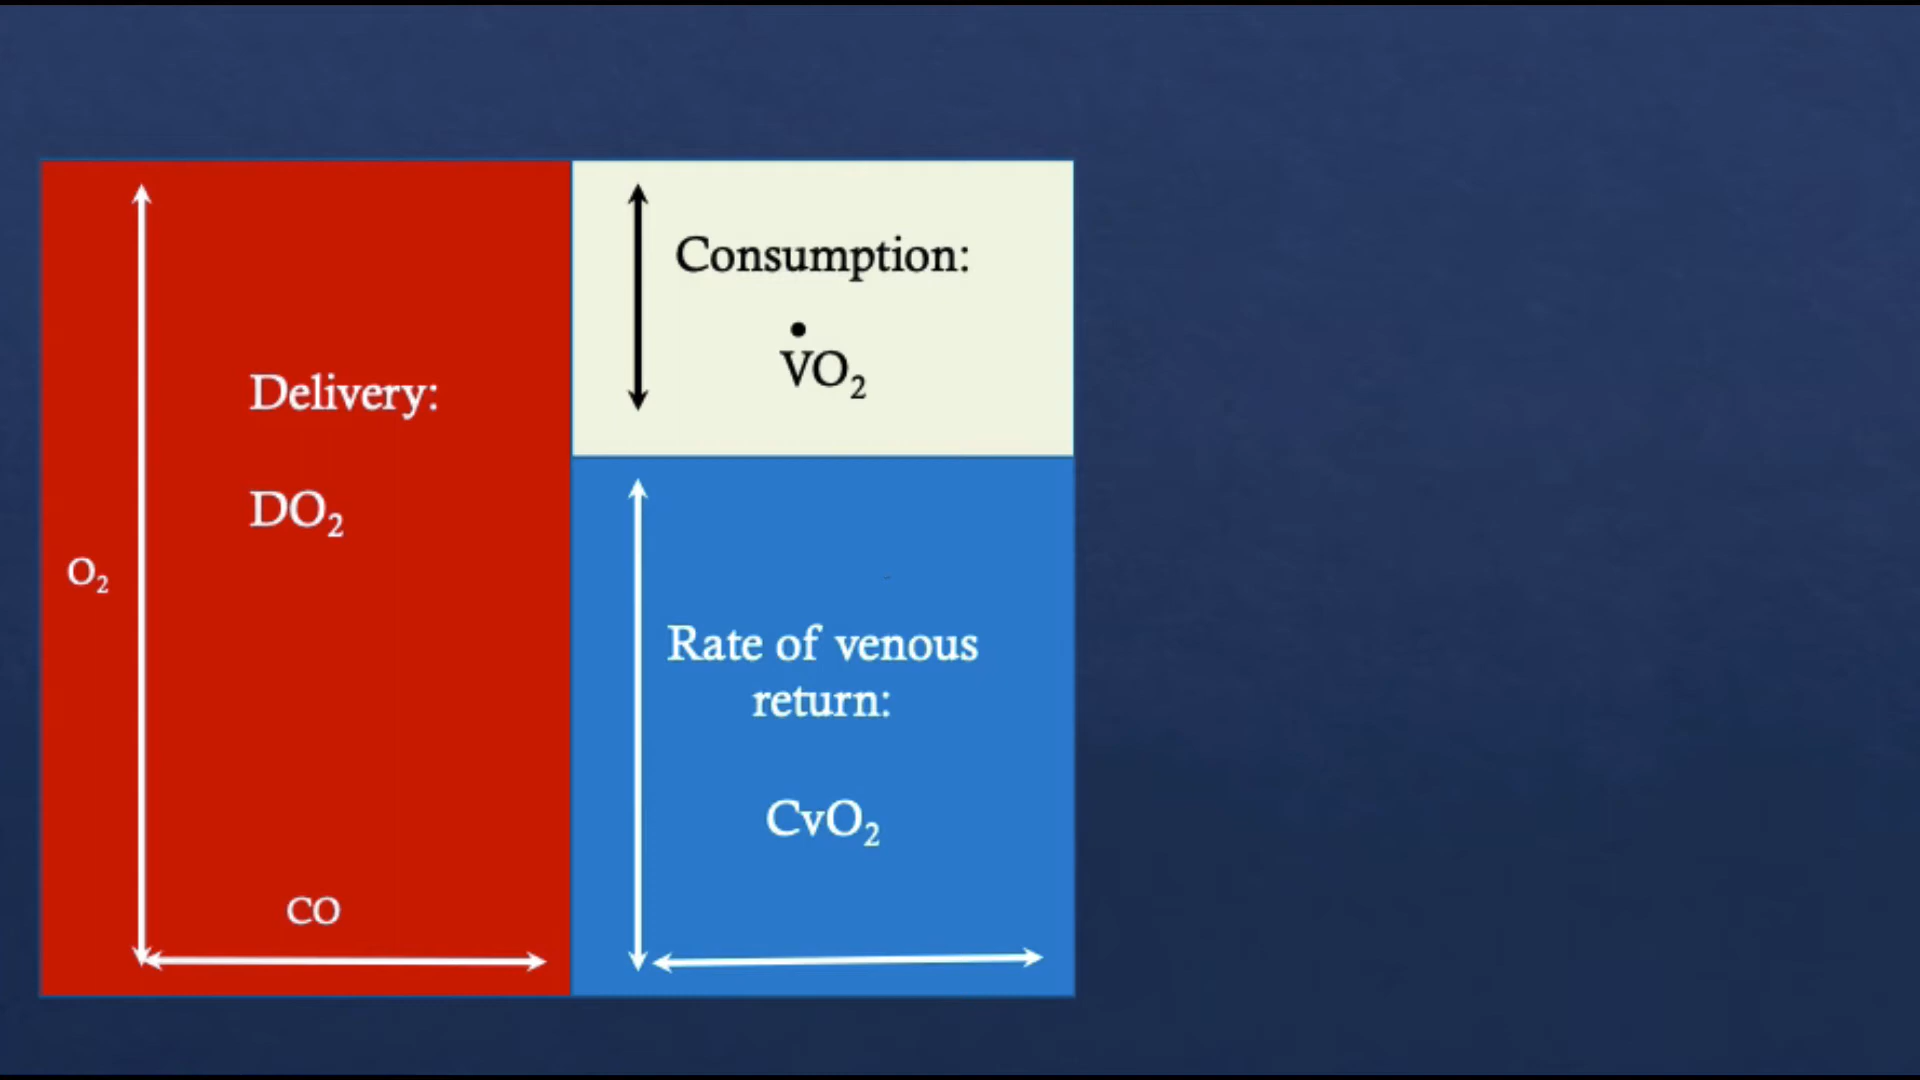 Delivery:
DO₂
O₂
CO
Consumption:
V̇O₂
Rate of venous
return:
CvO₂